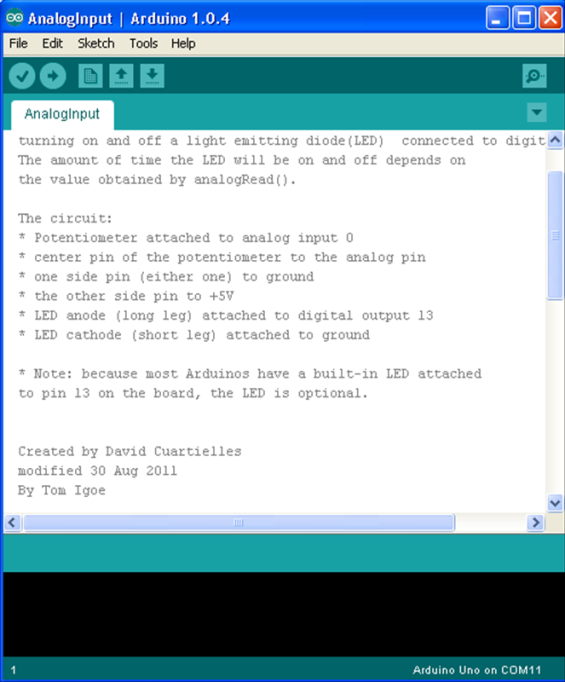 AnalogInput | Arduino 1.0.4
File Edit Sketch Tools Help
AnalogInput
turning on and off a light emitting diode(LED)  connected to digit
The amount of time the LED will be on and off depends on
the value obtained by analogRead().
The circuit:
* Potentiometer attached to analog input 0
* center pin of the potentiometer to the analog pin
* one side pin (either one) to ground
* the other side pin to +5V
* LED anode (long leg) attached to digital output 13
* LED cathode (short leg) attached to ground
* Note: because most Arduinos have a built-in LED attached
to pin 13 on the board, the LED is optional.
Created by David Cuartielles
modified 30 Aug 2011
By Tom Igoe
1 Arduino Uno on COM11